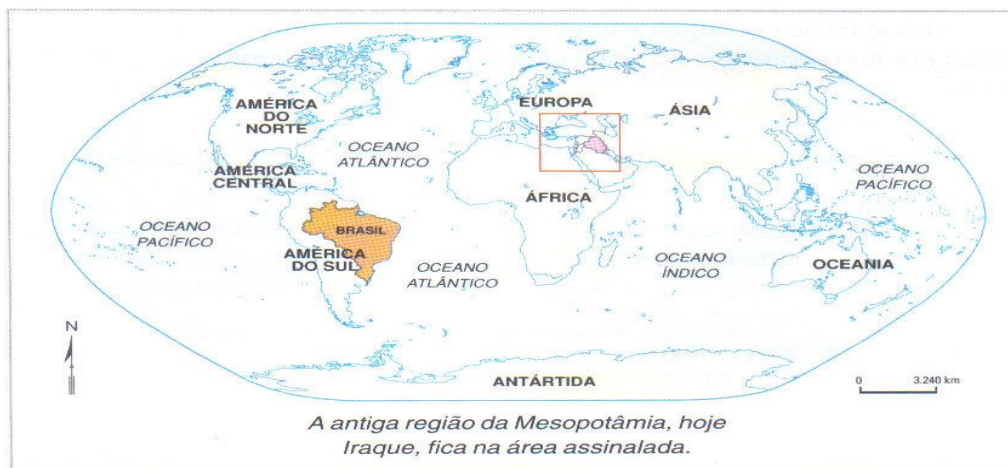 EUROPA
ÁSIA
AMÉRICA
DO
NORTE
OCEANO
ATLÂNTICO
AMÉRICA
CENTRAL
OCEANO
PACÍFICO
ÁFRICA
OCEANO
PACÍFICO
BRASIL
AMÉRICA
DO SUL
OCEANO
ATLÂNTICO
OCEANO
ÍNDICO
OCEANIA
N
ANTÁRTIDA
0 3.240 km
A antiga região da Mesopotâmia, hoje
Iraque, fica na área assinalada.